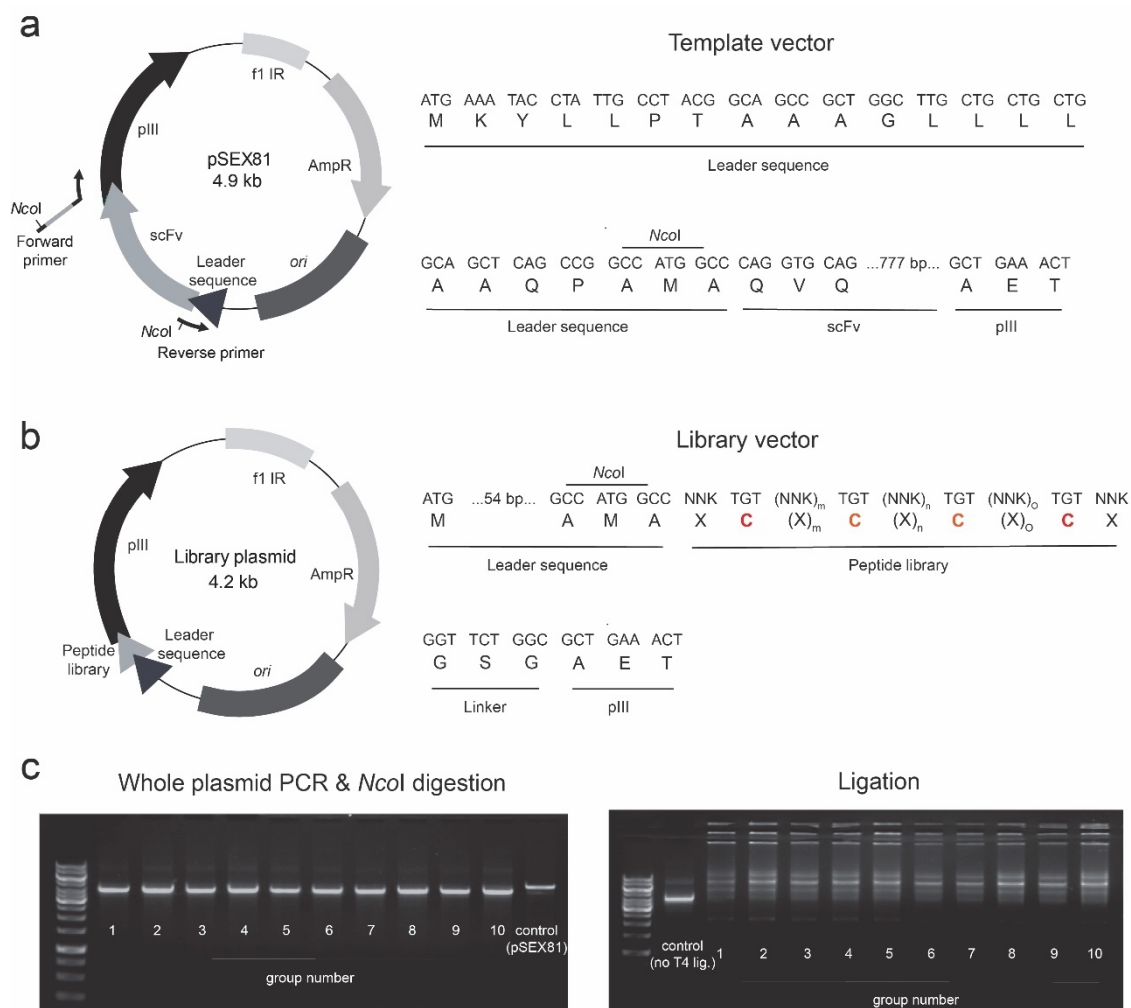 a
f1 IR
pIII
pSEX81
4.9 kb
AmpR
NcoI
Forward
primer
scFv
Leader
sequence
ori
NcoI
Reverse primer
Template vector
ATG AAA TAC CTA TTG CCT ACG GCA GCC GCT GGC TTG CTG CTG CTG
M K Y L L P T A A A G L L L L
Leader sequence
NcoI
GCA GCT CAG CCG GCC ATG GCC CAG GTG CAG ...777 bp... GCT GAA ACT
A A Q P A M A Q V Q A E T
Leader sequence scFv pIII
b
f1 IR
pIII
Library plasmid
4.2 kb
AmpR
Peptide
library
Leader
sequence
ori
Library vector
NcoI
ATG ...54 bp... GCC ATG GCC NNK TGT (NNK)m TGT (NNK)n TGT (NNK)O TGT NNK
M A M A X C (X)m C (X)n C (X)O C X
Leader sequence Peptide library
GGT TCT GGC GCT GAA ACT
G S G A E T
Linker pIII
c
Whole plasmid PCR & NcoI digestion
1 2 3 4 5 6 7 8 9 10 control
(pSEX81)
group number
Ligation
control
(no T4 lig.)
1 2 3 4 5 6 7 8 9 10
group number